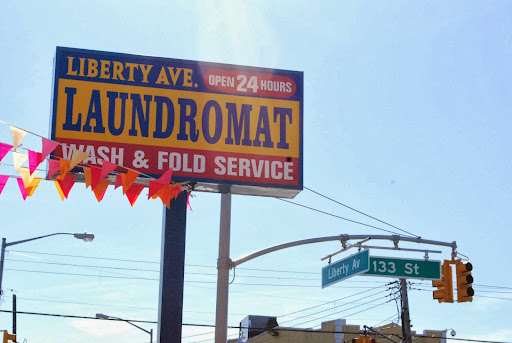 LIBERTY AVE.
OPEN 24 HOURS
LAUNDROMAT
WASH & FOLD SERVICE
Liberty Av
133 St